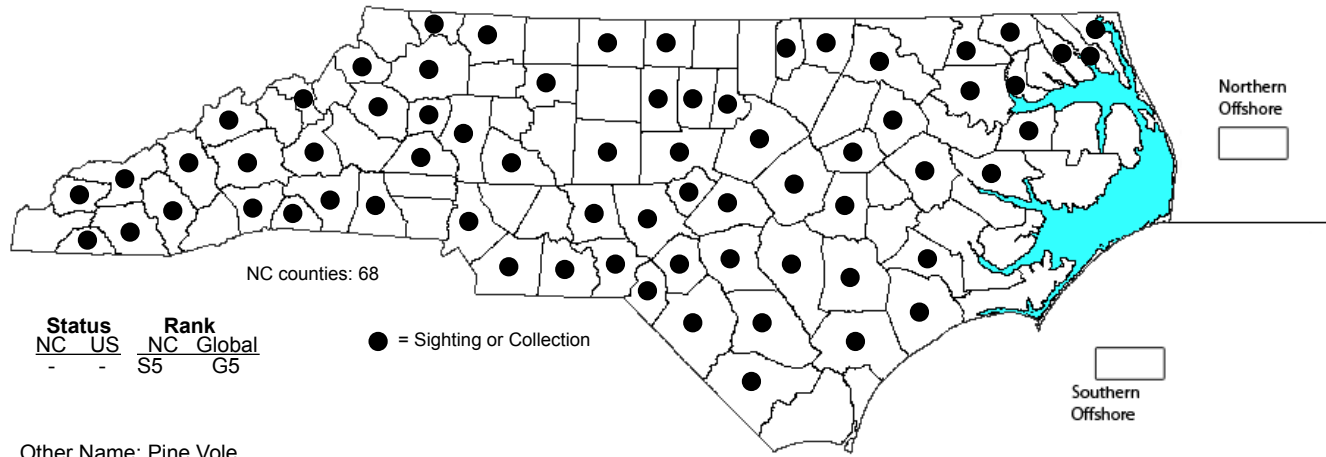 Northern
Offshore
NC counties: 68
Status Rank
NC US NC Global
- - S5 G5
= Sighting or Collection
Southern
Offshore
Other Name: Pine Vole